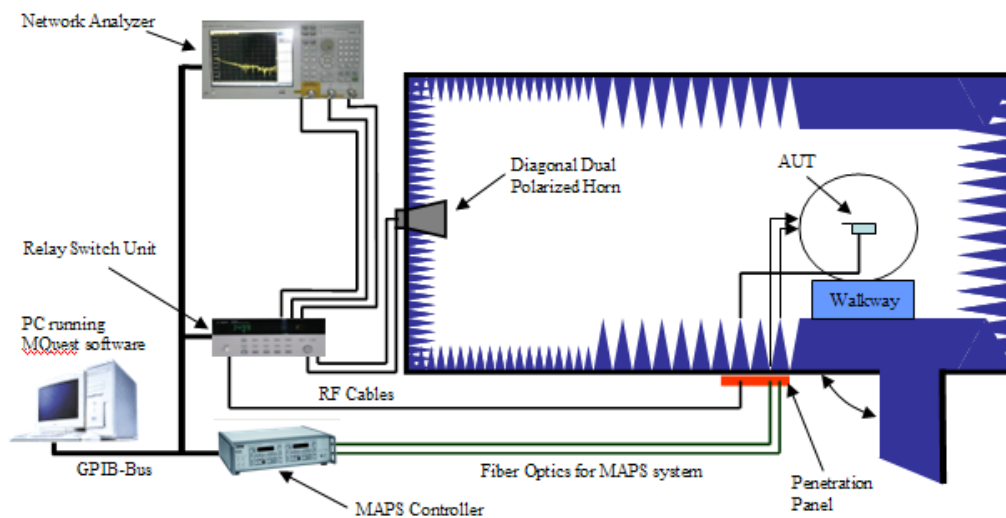 Network Analyzer
Diagonal Dual
Polarized Horn
AUT
Relay Switch Unit
Walkway
PC running
MQuest software
RF Cables
GPIB-Bus
Fiber Optics for MAPS system
Penetration
Panel
MAPS Controller